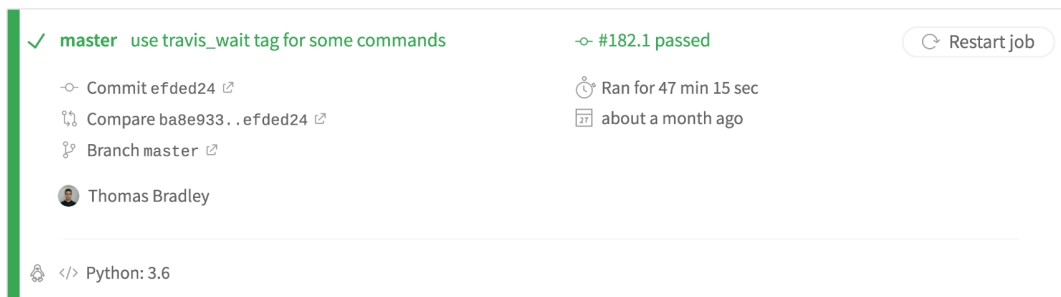 master use travis_wait tag for some commands
#182.1 passed
Restart job
Commit efded24
Ran for 47 min 15 sec
Compare ba8e933..efded24
27 about a month ago
Branch master
Thomas Bradley
</> Python: 3.6